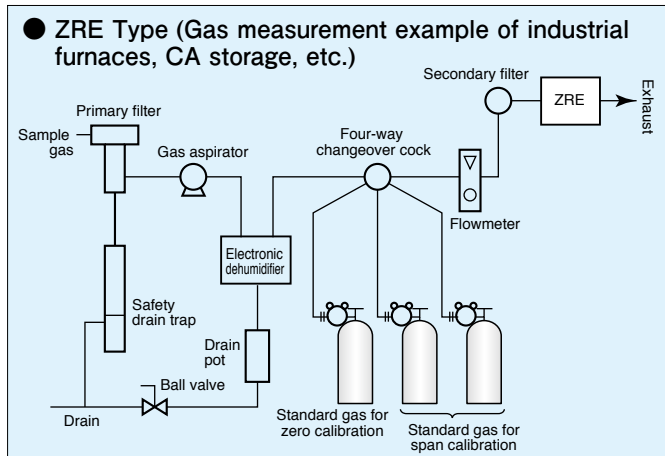 ● ZRE Type (Gas measurement example of industrial
furnaces, CA storage, etc.)
Secondary filter
ZRE
Exhaust
Primary filter
Sample
gas
Gas aspirator
Four-way
changeover cock
Flowmeter
Electronic
dehumidifier
Safety
drain trap
Drain
pot
Ball valve
Drain
Standard gas for
zero calibration
Standard gas for
span calibration